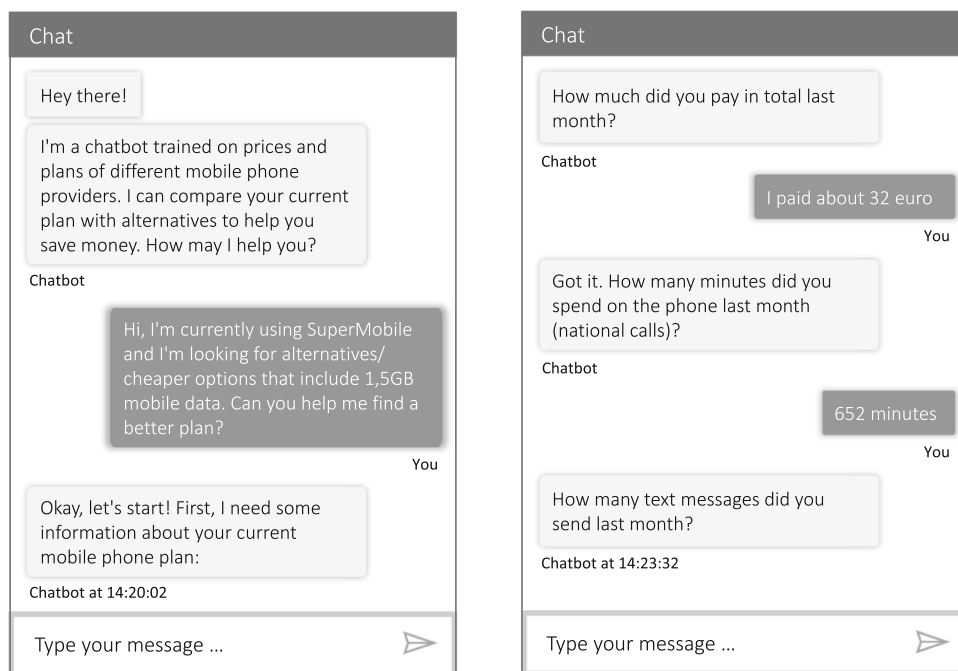 Chat
Hey there!
I'm a chatbot trained on prices and
plans of different mobile phone
providers. I can compare your current
plan with alternatives to help you
save money. How may I help you?
Chatbot
Hi, I'm currently using SuperMobile
and I'm looking for alternatives/
cheaper options that include 1,5GB
mobile data. Can you help me find a
better plan?
You
Okay, let's start! First, I need some
information about your current
mobile phone plan:
Chatbot at 14:20:02
Type your message ...
Chat
How much did you pay in total last
month?
Chatbot
I paid about 32 euro
You
Got it. How many minutes did you
spend on the phone last month
(national calls)?
Chatbot
652 minutes
You
How many text messages did you
send last month?
Chatbot at 14:23:32
Type your message ...